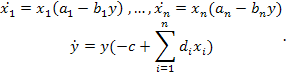 ẋ₁ = x₁(a₁ − b₁y) , … , ẋₙ = xₙ(aₙ − bₙy)
ẏ = y(−c + ∑ᵢ₌₁ⁿ dᵢxᵢ) .